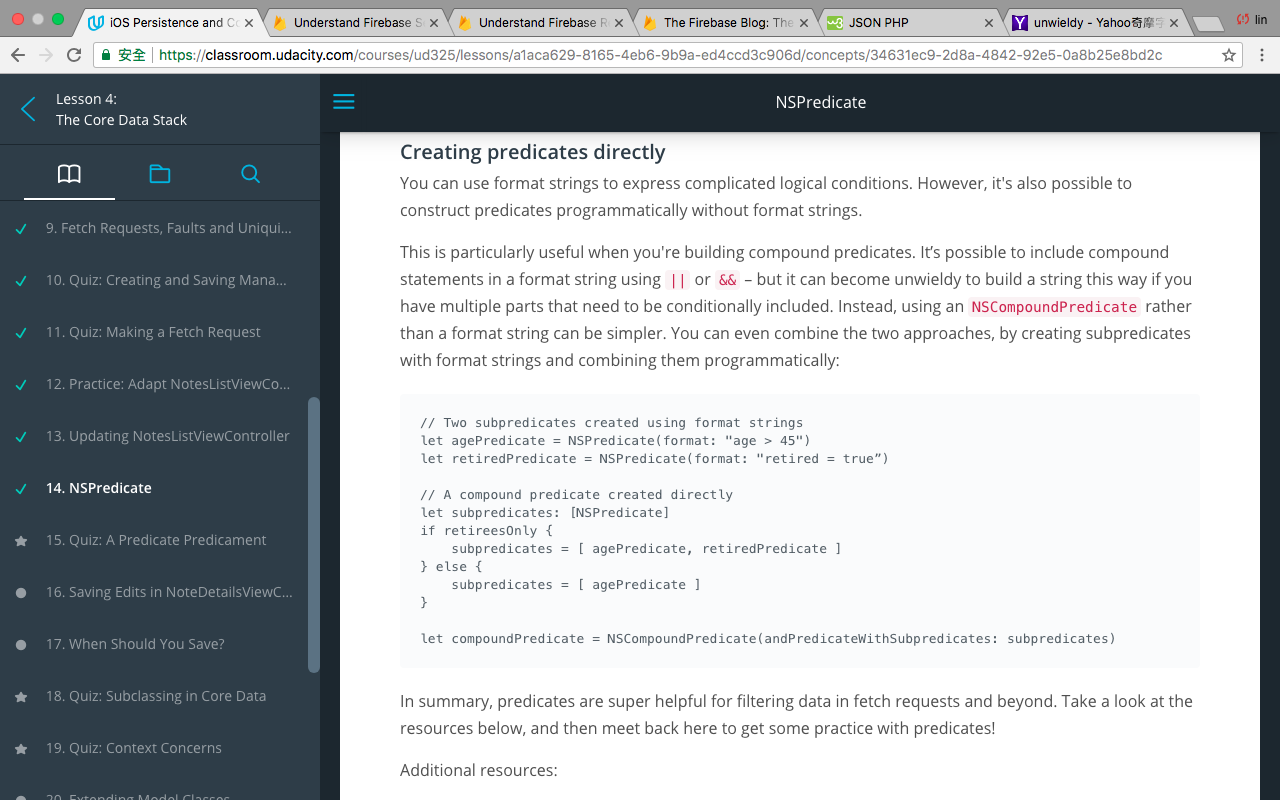 iOS Persistence and Co
Understand Firebase S
Understand Firebase R
The Firebase Blog: The
JSON PHP
unwieldy - Yahoo奇摩字
lin
安全
https://classroom.udacity.com/courses/ud325/lessons/a1aca629-8165-4eb6-9b9a-ed4ccd3c906d/concepts/34631ec9-2d8a-4842-92e5-0a8b25e8bd2c
Lesson 4:
The Core Data Stack
9. Fetch Requests, Faults and Uniqui...
10. Quiz: Creating and Saving Mana...
11. Quiz: Making a Fetch Request
12. Practice: Adapt NotesListViewCo...
13. Updating NotesListViewController
14. NSPredicate
15. Quiz: A Predicate Predicament
16. Saving Edits in NoteDetailsViewC...
17. When Should You Save?
18. Quiz: Subclassing in Core Data
19. Quiz: Context Concerns
20. Extending Model Classes
NSPredicate
Creating predicates directly
You can use format strings to express complicated logical conditions. However, it's also possible to
construct predicates programmatically without format strings.
This is particularly useful when you're building compound predicates. It’s possible to include compound
statements in a format string using || or && – but it can become unwieldy to build a string this way if you
have multiple parts that need to be conditionally included. Instead, using an NSCompoundPredicate rather
than a format string can be simpler. You can even combine the two approaches, by creating subpredicates
with format strings and combining them programmatically:
// Two subpredicates created using format strings
let agePredicate = NSPredicate(format: "age > 45")
let retiredPredicate = NSPredicate(format: "retired = true”)
// A compound predicate created directly
let subpredicates: [NSPredicate]
if retireesOnly {
subpredicates = [ agePredicate, retiredPredicate ]
} else {
subpredicates = [ agePredicate ]
}
let compoundPredicate = NSCompoundPredicate(andPredicateWithSubpredicates: subpredicates)
In summary, predicates are super helpful for filtering data in fetch requests and beyond. Take a look at the
resources below, and then meet back here to get some practice with predicates!
Additional resources: